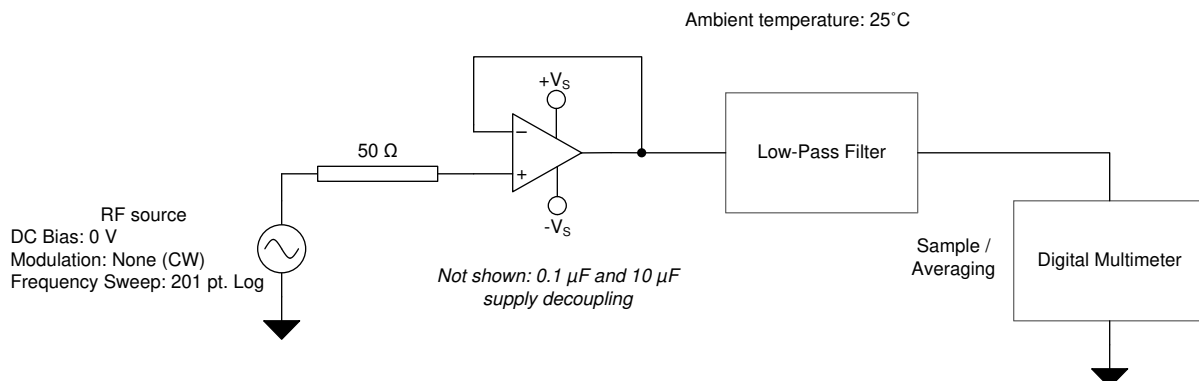 Ambient temperature: 25˚C
+VS
−
50 Ω
+
Low-Pass Filter
-VS
RF source
DC Bias: 0 V
Modulation: None (CW)
Frequency Sweep: 201 pt. Log
Not shown: 0.1 µF and 10 µF
supply decoupling
Sample /
Averaging
Digital Multimeter